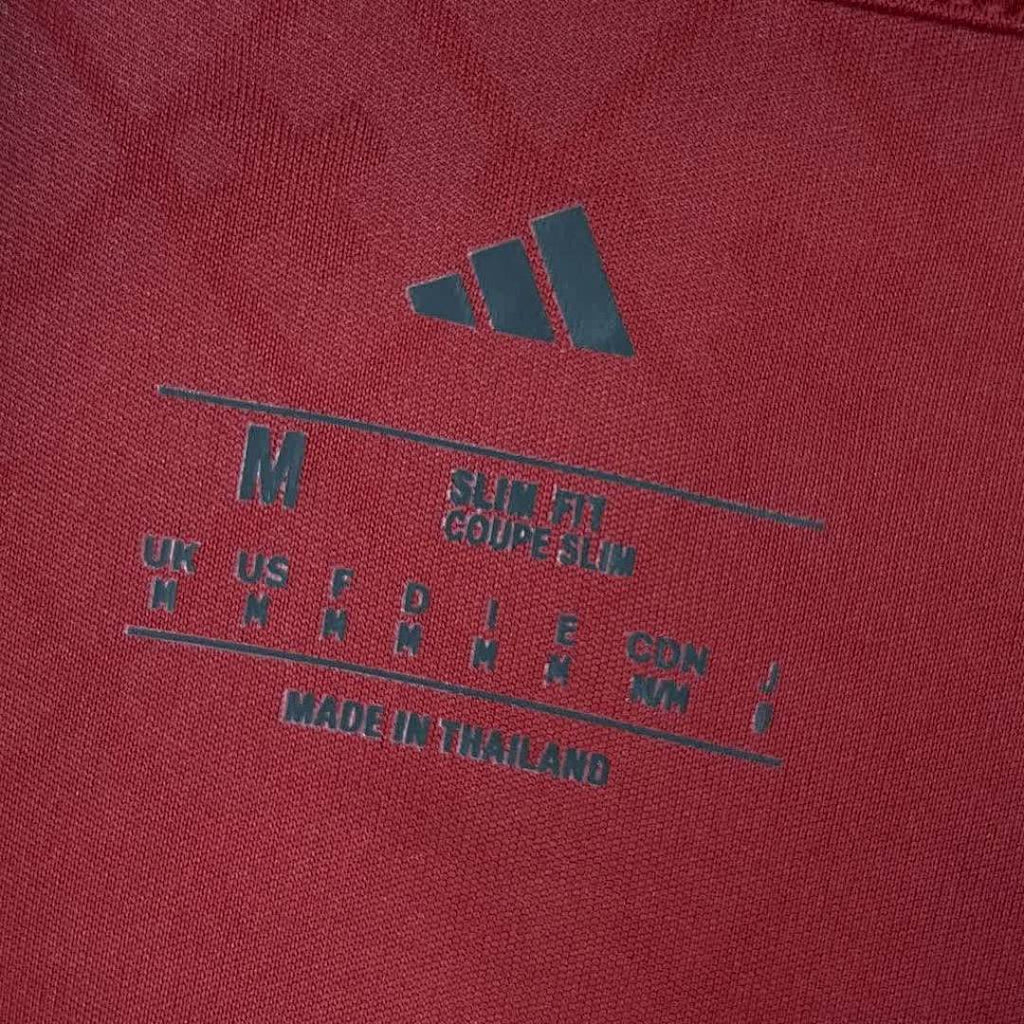 M
SLIM FIT
COUPE SLIM
UK US F D I E CDN J
M M M M M M M/M
MADE IN THAILAND